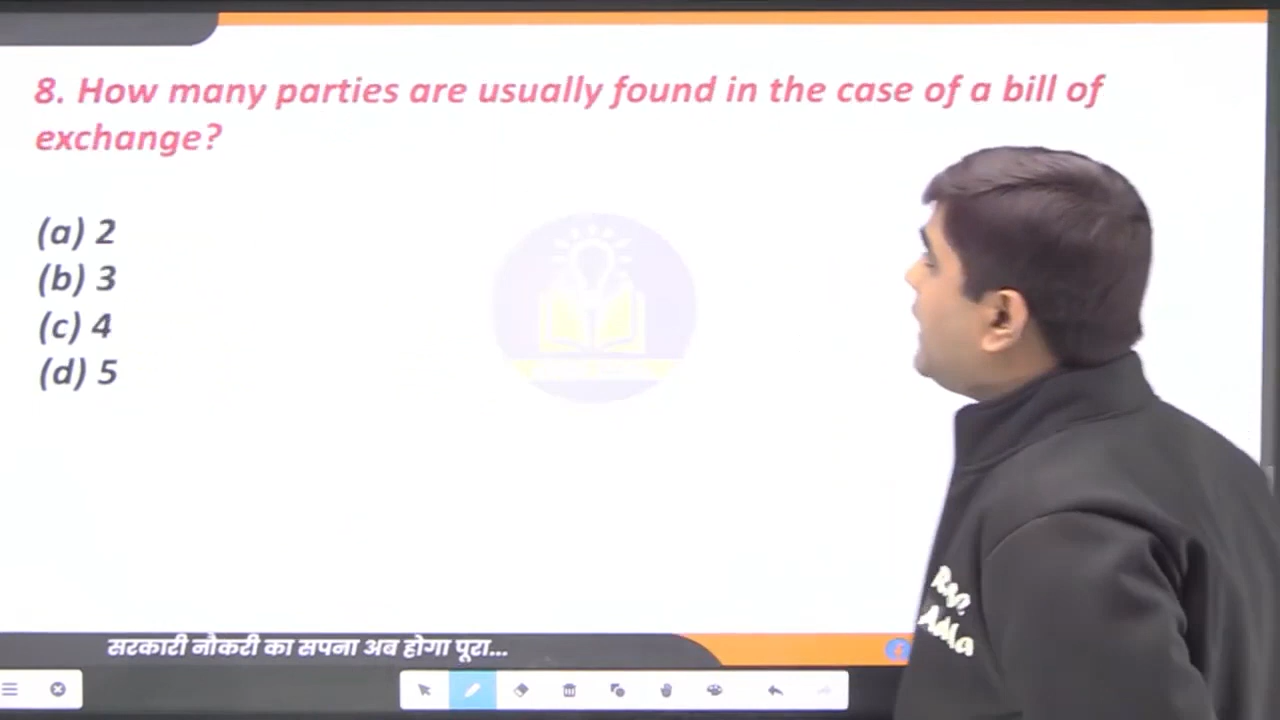 8. How many parties are usually found in the case of a bill of
exchange?
(a) 2
(b) 3
(c) 4
(d) 5
सरकारी नौकरी का सपना अब होगा पूरा...